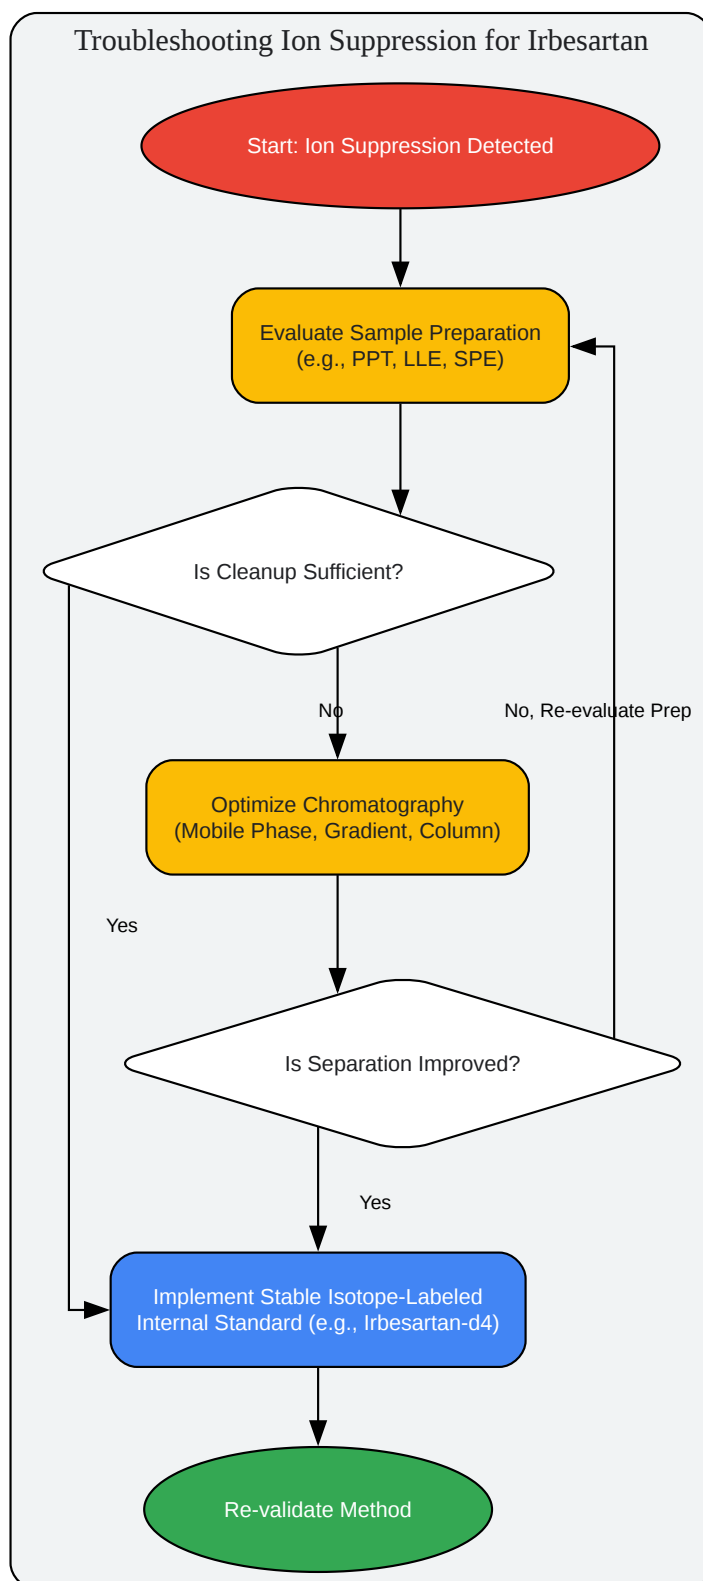 Troubleshooting Ion Suppression for Irbesartan
Start: Ion Suppression Detected
Evaluate Sample Preparation
(e.g., PPT, LLE, SPE)
Is Cleanup Sufficient?
No
No, Re-evaluate Prep
Optimize Chromatography
(Mobile Phase, Gradient, Column)
Yes
Is Separation Improved?
Yes
Implement Stable Isotope-Labeled
Internal Standard (e.g., Irbesartan-d4)
Re-validate Method